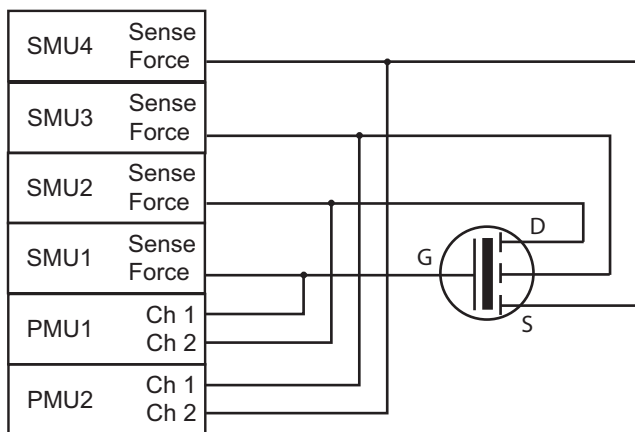 SMU4 Sense
Force
SMU3 Sense
Force
SMU2 Sense
Force
SMU1 Sense
Force
PMU1 Ch 1
Ch 2
PMU2 Ch 1
Ch 2
G
D
S